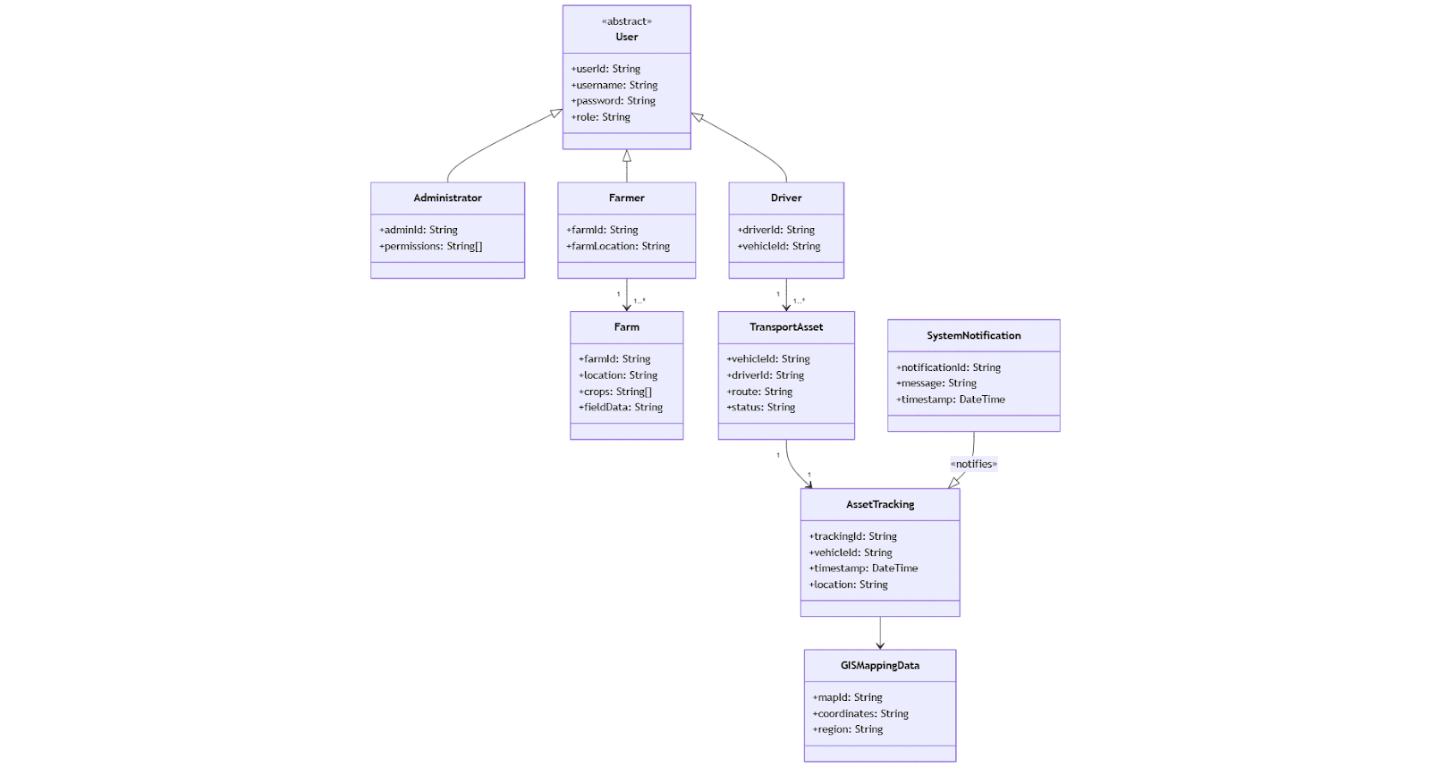 «abstract»
User
+userId: String
+username: String
+password: String
+role: String
Administrator
+adminId: String
+permissions: String[]
Farmer
+farmId: String
+farmLocation: String
Driver
+driverId: String
+vehicleId: String
1
1..*
1
1..*
Farm
+farmId: String
+location: String
+crops: String[]
+fieldData: String
TransportAsset
+vehicleId: String
+driverId: String
+route: String
+status: String
SystemNotification
+notificationId: String
+message: String
+timestamp: DateTime
1
1
«notifies»
AssetTracking
+trackingId: String
+vehicleId: String
+timestamp: DateTime
+location: String
GISMappingData
+mapId: String
+coordinates: String
+region: String